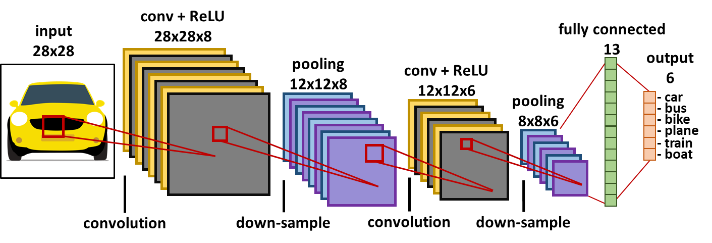 input
28x28
conv + ReLU
28x28x8
pooling
12x12x8
conv + ReLU
12x12x6
pooling
8x8x6
fully connected
13
output
6
- car
- bus
- bike
- plane
- train
- boat
convolution
down-sample
convolution
down-sample